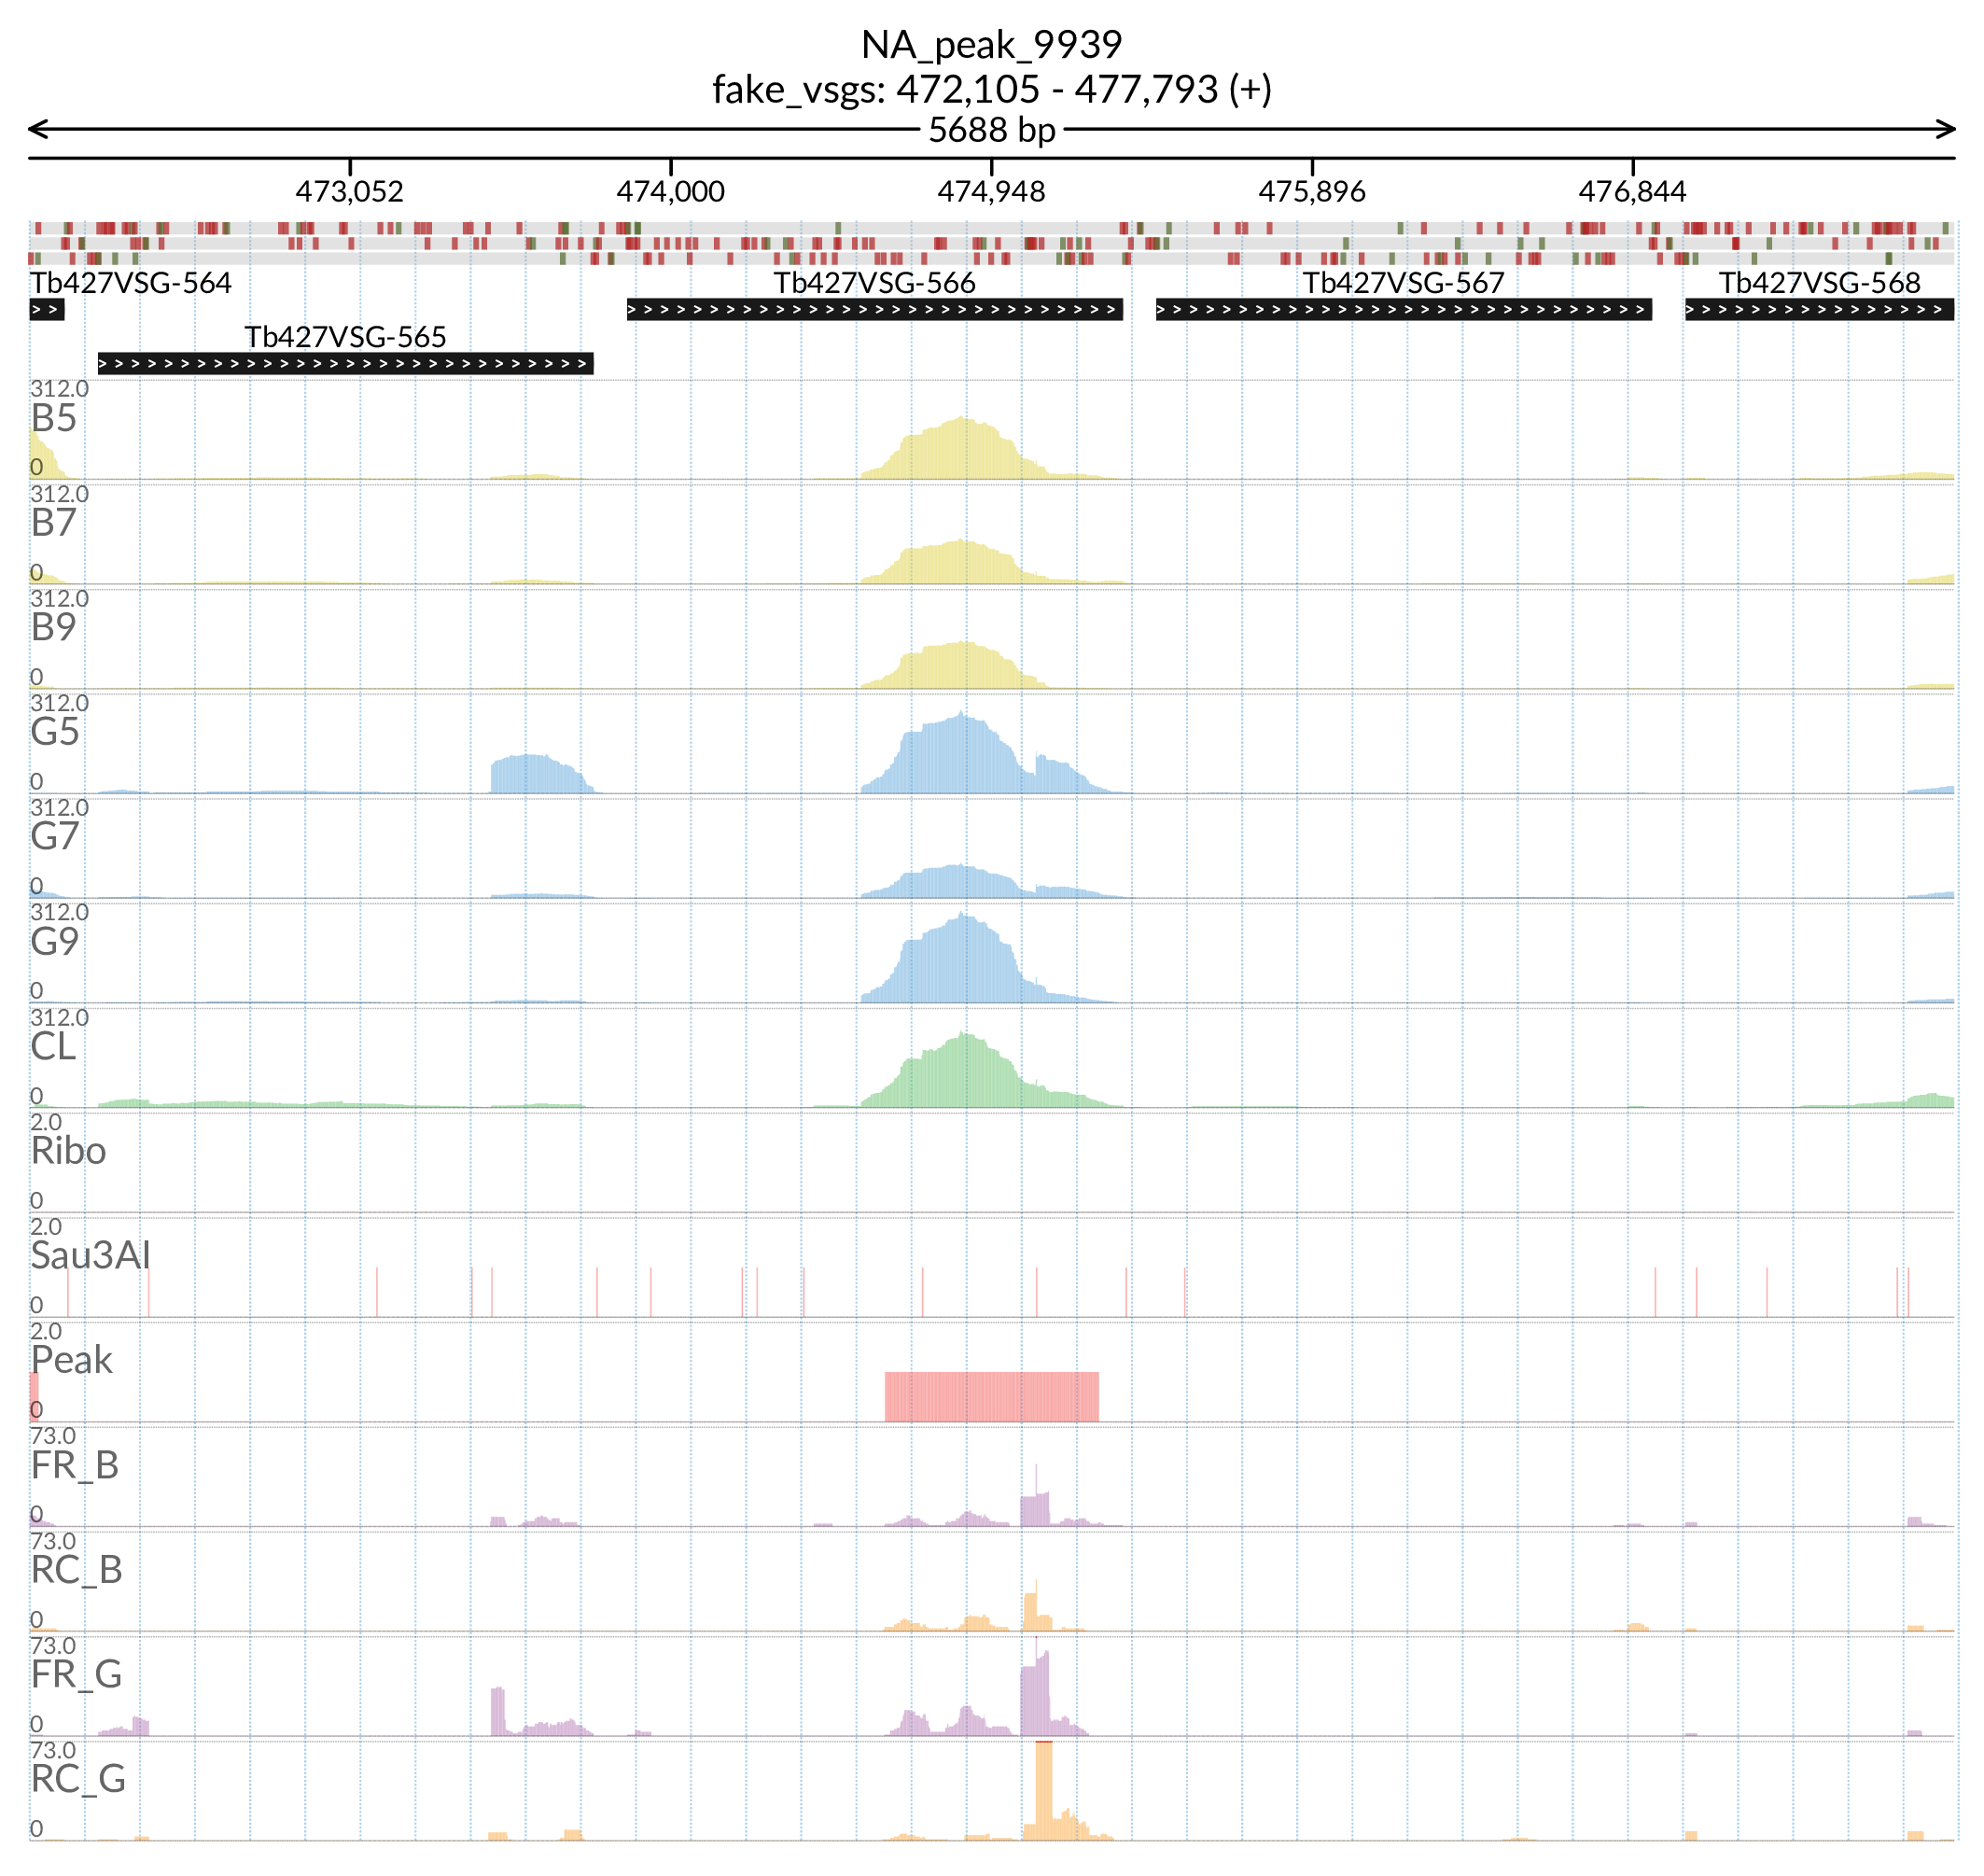 NA_peak_9939
fake_vsgs: 472,105 - 477,793 (+)
5688 bp
473,052 474,000 474,948 475,896 476,844
Tb427VSG-564 Tb427VSG-566 Tb427VSG-567 Tb427VSG-568
Tb427VSG-565
312.0
B5
0
312.0
B7
0
312.0
B9
0
312.0
G5
0
312.0
G7
0
312.0
G9
0
312.0
CL
0
2.0
Ribo
0
2.0
Sau3AI
0
2.0
Peak
0
73.0
FR_B
0
73.0
RC_B
0
73.0
FR_G
0
73.0
RC_G
0